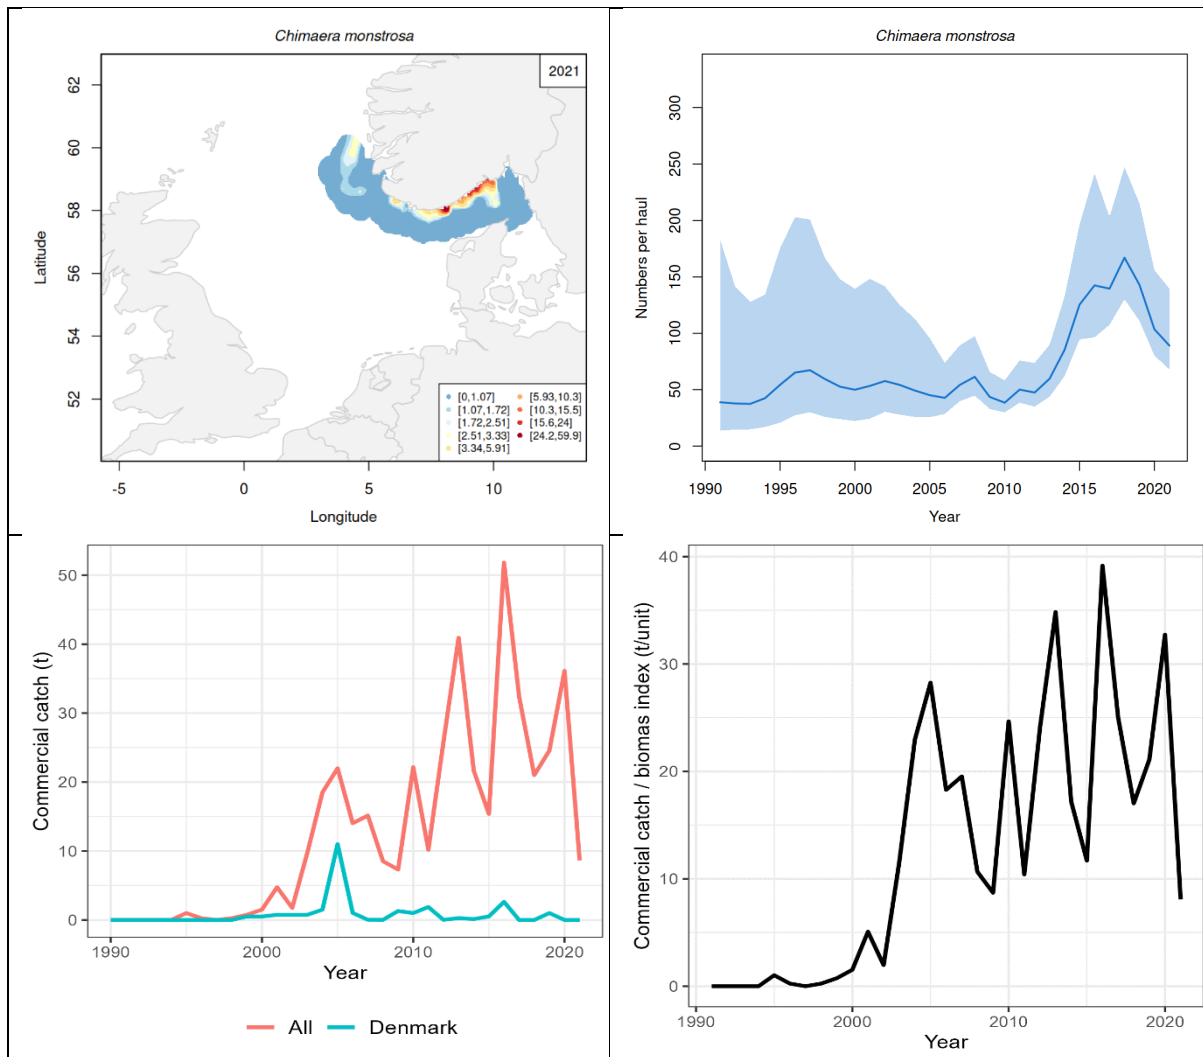 Chimaera monstrosa
2021
62
60
58
56
54
52
Latitude
-5 0 5 10
Longitude
[0,1.07] [5.93,10.3]
[1.07,1.72] [10.3,15.5]
[1.72,2.51] [15.6,24]
[2.51,3.33] [24.2,59.9]
[3.34,5.91]
Chimaera monstrosa
300
250
200
150
100
50
0
Numbers per haul
1990 1995 2000 2005 2010 2015 2020
Year
50
40
30
20
10
0
Commercial catch (t)
1990 2000 2010 2020
Year
All Denmark
40
30
20
10
0
Commercial catch / biomas index (t/unit)
1990 2000 2010 2020
Year